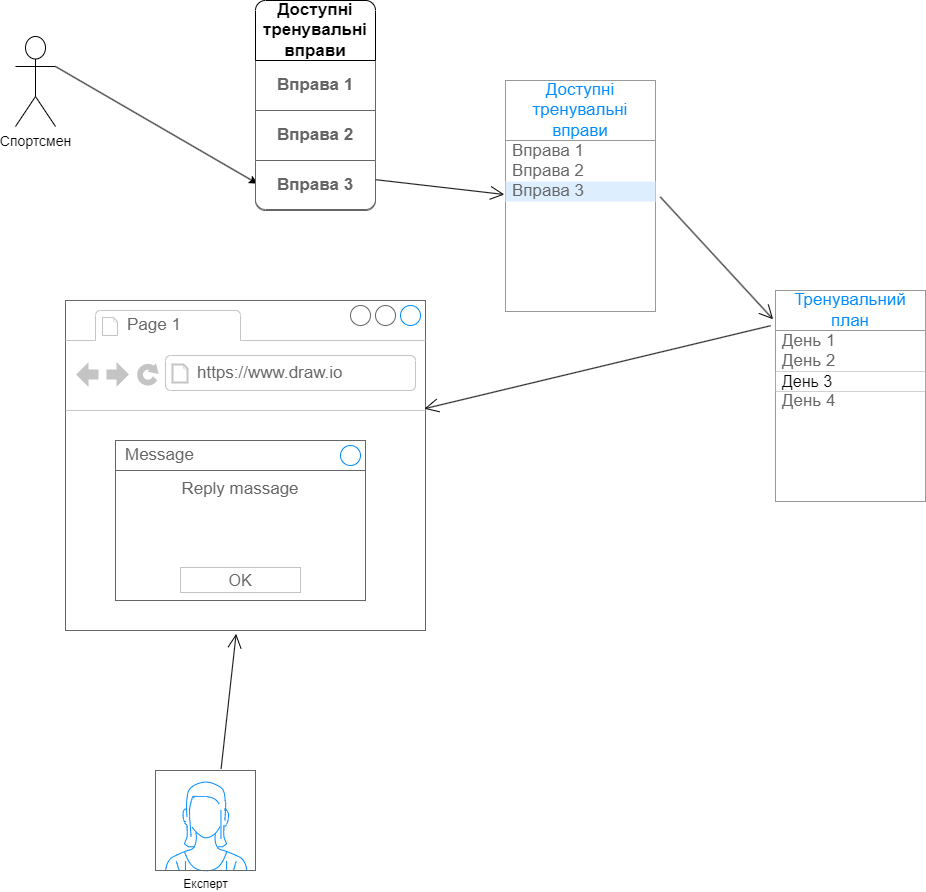 Спортсмен
Доступні
тренувальні
вправи
Вправа 1
Вправа 2
Вправа 3
Доступні
тренувальні
вправи
Вправа 1
Вправа 2
Вправа 3
Тренувальний
план
День 1
День 2
День 3
День 4
Page 1
https://www.draw.io
Message
Reply massage
OK
Експерт